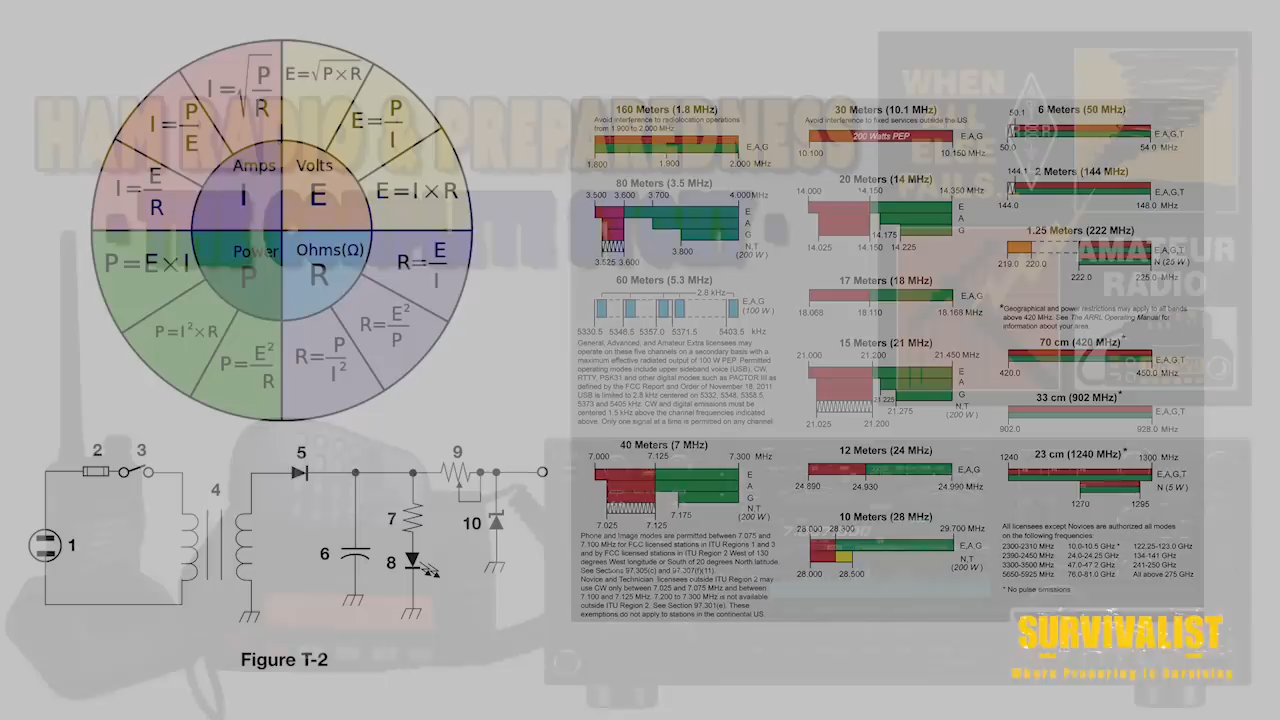 HAM RADIO & PREPAREDNESS
WHEN
ALL
ELSE
FAILS
AMATEUR
RADIO
I=√P/R
E=√P×R
I=P/E
E=P/I
I=E/R
E=I×R
Amps
I
Volts
E
Power
P
Ohms(Ω)
R
P=E×I
R=E/I
P=I²×R
R=E²/P
P=E²/R
R=P/I²
1
2
3
4
5
6
7
8
9
10
Figure T-2
160 Meters (1.8 MHz)
Avoid interference to radiolocation operations
from 1.900 to 2.000 MHz
E,A,G
1.800 1.900 2.000 MHz
80 Meters (3.5 MHz)
3.500 3.600 3.700 4.000 MHz
E
A
G
N,T
(200 W)
3.800
3.525 3.600
60 Meters (5.3 MHz)
2.8 kHz
E,A,G
(100 W)
5330.5 5346.5 5357.0 5371.5 5403.5 kHz
General, Advanced, and Amateur Extra licensees may
operate on these five channels on a secondary basis with a
maximum effective radiated output of 100 W PEP. Permitted
operating modes include upper sideband voice (USB), CW,
RTTY, PSK31 and other digital modes such as PACTOR III as
defined by the FCC Report and Order of November 18, 2011
USB is limited to 2.8 kHz centered on 5332, 5348, 5358.5,
5373 and 5405 kHz. CW and digital emissions must be
centered 1.5 kHz above the channel frequencies indicated
above. Only one signal at a time is permitted on any channel
40 Meters (7 MHz)
7.000 7.125 7.300 MHz
E
A
G
N,T
(200 W)
7.175
7.025 7.125
Phone and Image modes are permitted between 7.075 and
7.100 MHz for FCC licensed stations in ITU Regions 1 and 3
and by FCC licensed stations in ITU Region 2 West of 130
degrees West longitude or South of 20 degrees North latitude.
See Sections 97.305(c) and 97.307(f)(11).
Novice and Technician licensees outside ITU Region 2 may
use CW only between 7.025 and 7.075 MHz and between
7.100 and 7.125 MHz. 7.200 to 7.300 MHz is not available
outside ITU Region 2. See Section 97.301(e). These
exemptions do not apply to stations in the continental US.
30 Meters (10.1 MHz)
Avoid interference to fixed services outside the US
200 Watts PEP
E,A,G
10.100 10.150 MHz
20 Meters (14 MHz)
14.000 14.150 14.350 MHz
E
A
G
14.175
14.025 14.150 14.225
17 Meters (18 MHz)
E,A,G
18.068 18.110 18.168 MHz
15 Meters (21 MHz)
21.000 21.200 21.450 MHz
E
A
G
N,T
(200 W)
21.225
21.275
21.025 21.200
12 Meters (24 MHz)
E,A,G
24.890 24.930 24.990 MHz
10 Meters (28 MHz)
28.000 28.300 29.700 MHz
E,A,G
N,T
(200 W)
28.000 28.500
6 Meters (50 MHz)
50.1
E,A,G,T
50.0 54.0 MHz
2 Meters (144 MHz)
144.1
E,A,G,T
144.0 148.0 MHz
1.25 Meters (222 MHz)
E,A,G,T
N (25 W)
219.0 220.0
222.0 225.0 MHz
*Geographical and power restrictions may apply to all bands
above 420 MHz. See The ARRL Operating Manual for
information about your area.
70 cm (420 MHz)*
E,A,G,T
420.0 450.0 MHz
33 cm (902 MHz)*
E,A,G,T
902.0 928.0 MHz
23 cm (1240 MHz)*
1240 1300 MHz
E,A,G,T
N (5 W)
1270 1295
All licensees except Novices are authorized all modes
on the following frequencies:
2300-2310 MHz 10.0-10.5 GHz* 122.25-123.0 GHz
2390-2450 MHz 24.0-24.25 GHz 134-141 GHz
3300-3500 MHz 47.0-47.2 GHz 241-250 GHz
5650-5925 MHz 76.0-81.0 GHz All above 275 GHz
* No pulse emissions
SURVIVALIST
Where Preparing is Surviving